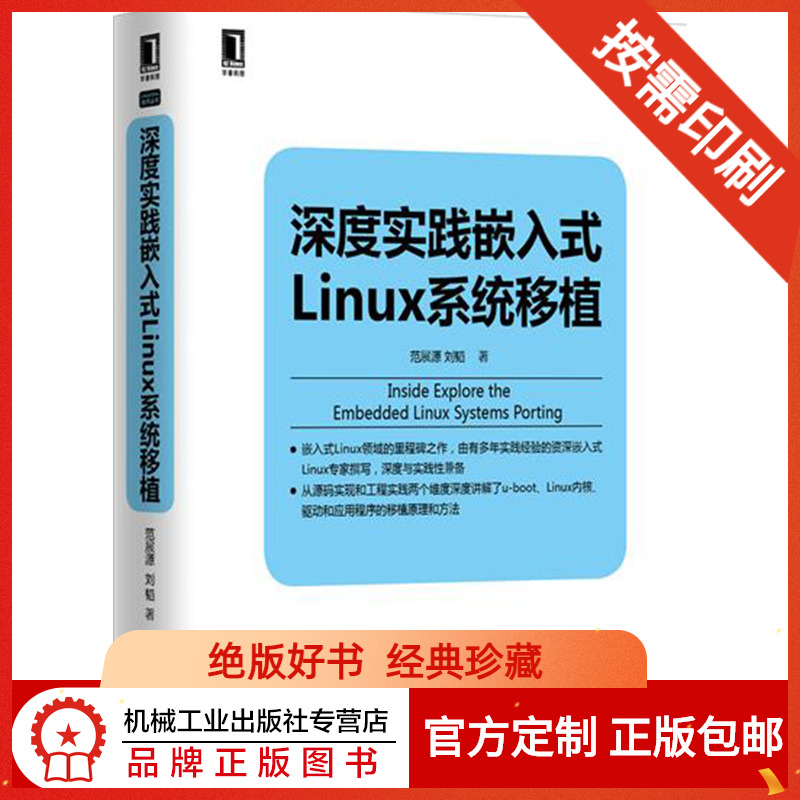 按需印刷
华章科技
华章科技
深度实践嵌入式Linux系统移植
范展源 刘韬 著
深度实践嵌入式
Linux系统移植
范展源 刘韬 著
Inside Explore the
Embedded Linux Systems Porting
● 嵌入式Linux领域的里程碑之作，由有多年实践经验的资深嵌入式
Linux专家撰写，深度与实践性兼备
● 从源码实现和工程实践两个维度深度讲解了u-boot、Linux内核、
驱动和应用程序的移植原理和方法
绝版好书 经典珍藏
机械工业出版社专营店
品牌正版图书
官方定制 正版包邮